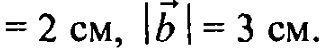 = 2 см, |b⃗| = 3 см.